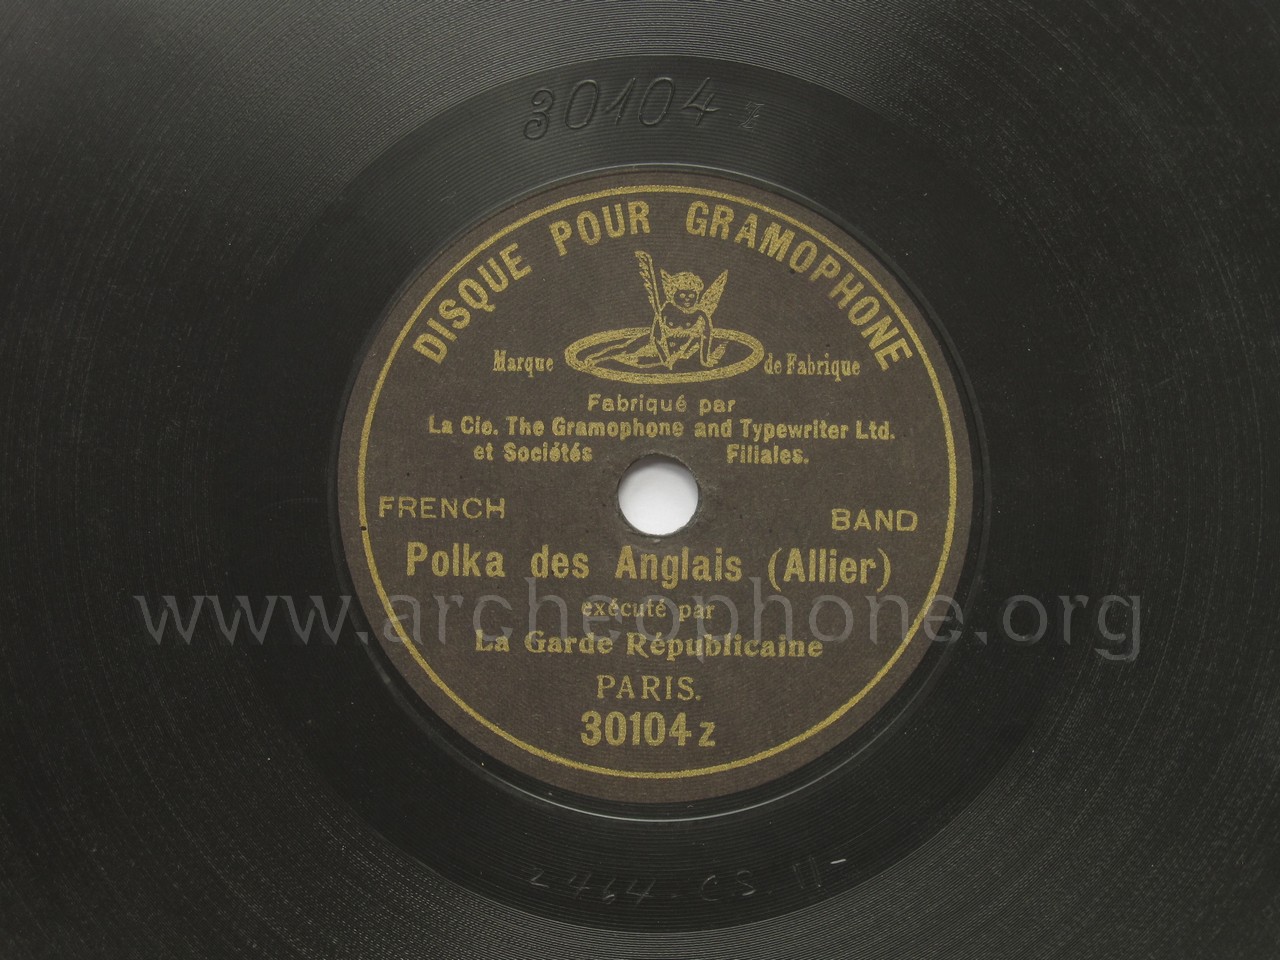 30104 z
DISQUE POUR GRAMOPHONE
Marque de Fabrique
Fabriqué par
La Cie. The Gramophone and Typewriter Ltd.
et Sociétés Filiales.
FRENCH BAND
Polka des Anglais (Allier)
exécuté par
www.archeophone.org
La Garde Républicaine
PARIS.
30104 z
2464